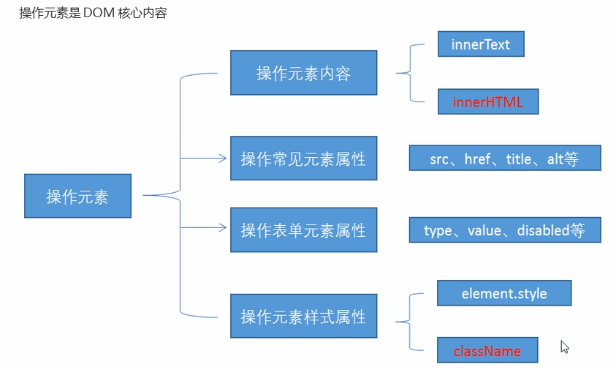 操作元素是 DOM 核心内容
操作元素
操作元素内容
innerText
innerHTML
操作常见元素属性
src、href、title、alt等
操作表单元素属性
type、value、disabled等
操作元素样式属性
element.style
className